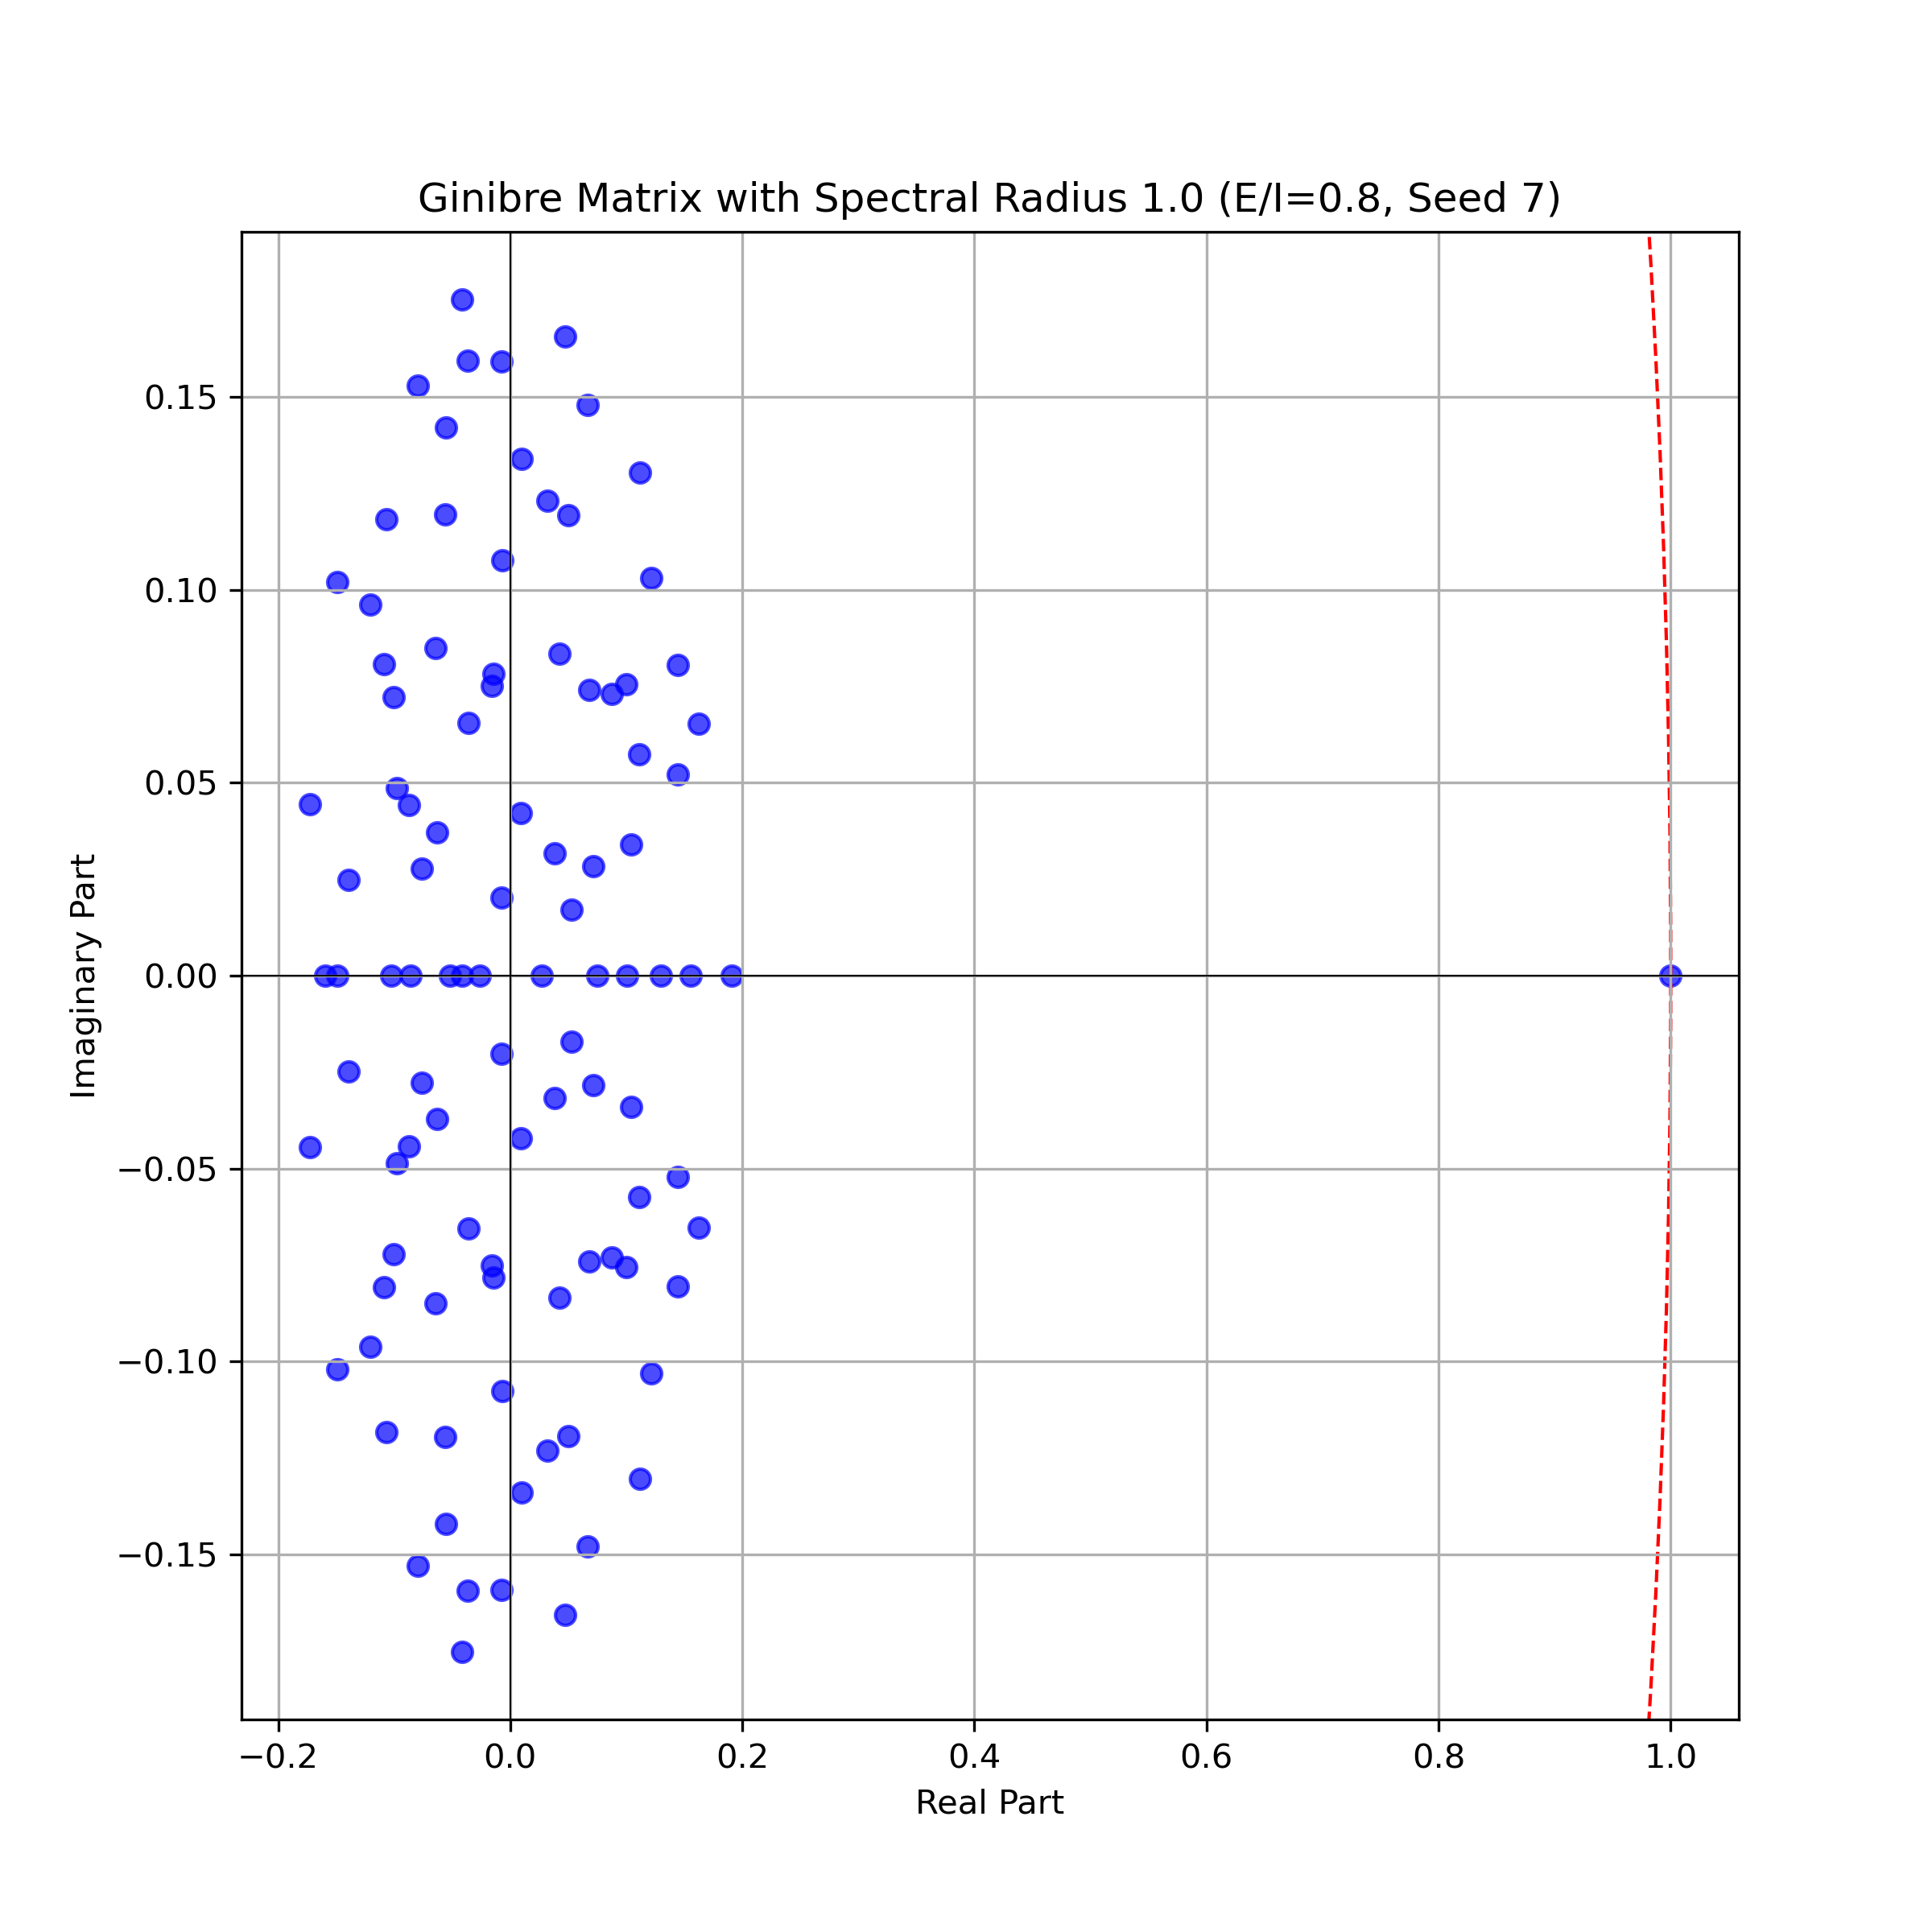 Ginibre Matrix with Spectral Radius 1.0 (E/I=0.8, Seed 7)
0.15
0.10
0.05
0.00
−0.05
−0.10
−0.15
Imaginary Part
−0.2 0.0 0.2 0.4 0.6 0.8 1.0
Real Part